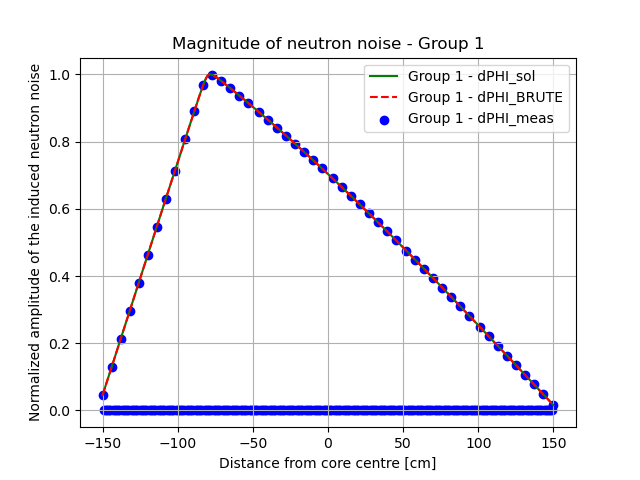 Magnitude of neutron noise - Group 1
Normalized amplitude of the induced neutron noise
1.0
0.8
0.6
0.4
0.2
0.0
Group 1 - dPHI_sol
Group 1 - dPHI_BRUTE
Group 1 - dPHI_meas
−150
−100
−50
0
50
100
150
Distance from core centre [cm]